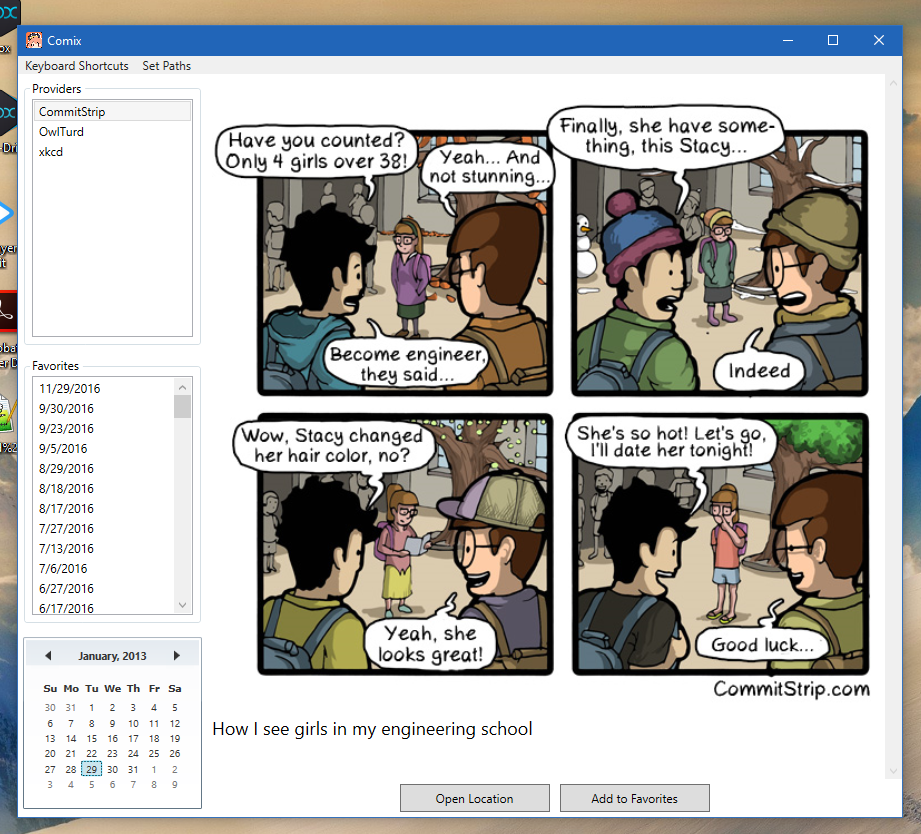 Comix
Keyboard Shortcuts Set Paths
Providers
CommitStrip
OwlTurd
xkcd
Favorites
11/29/2016
9/30/2016
9/23/2016
9/5/2016
8/29/2016
8/18/2016
8/17/2016
7/27/2016
7/13/2016
7/6/2016
6/27/2016
6/17/2016
January, 2013
Su Mo Tu We Th Fr Sa
30 31 1 2 3 4 5
6 7 8 9 10 11 12
13 14 15 16 17 18 19
20 21 22 23 24 25 26
27 28 29 30 31 1 2
3 4 5 6 7 8 9
Have you counted?
Only 4 girls over 38!
Yeah... And
not stunning...
Become engineer,
they said...
Finally, she have some-
thing, this Stacy...
Indeed
Wow, Stacy changed
her hair color, no?
Yeah, she
looks great!
She's so hot! Let's go,
I'll date her tonight!
Good luck...
CommitStrip.com
How I see girls in my engineering school
Open Location
Add to Favorites